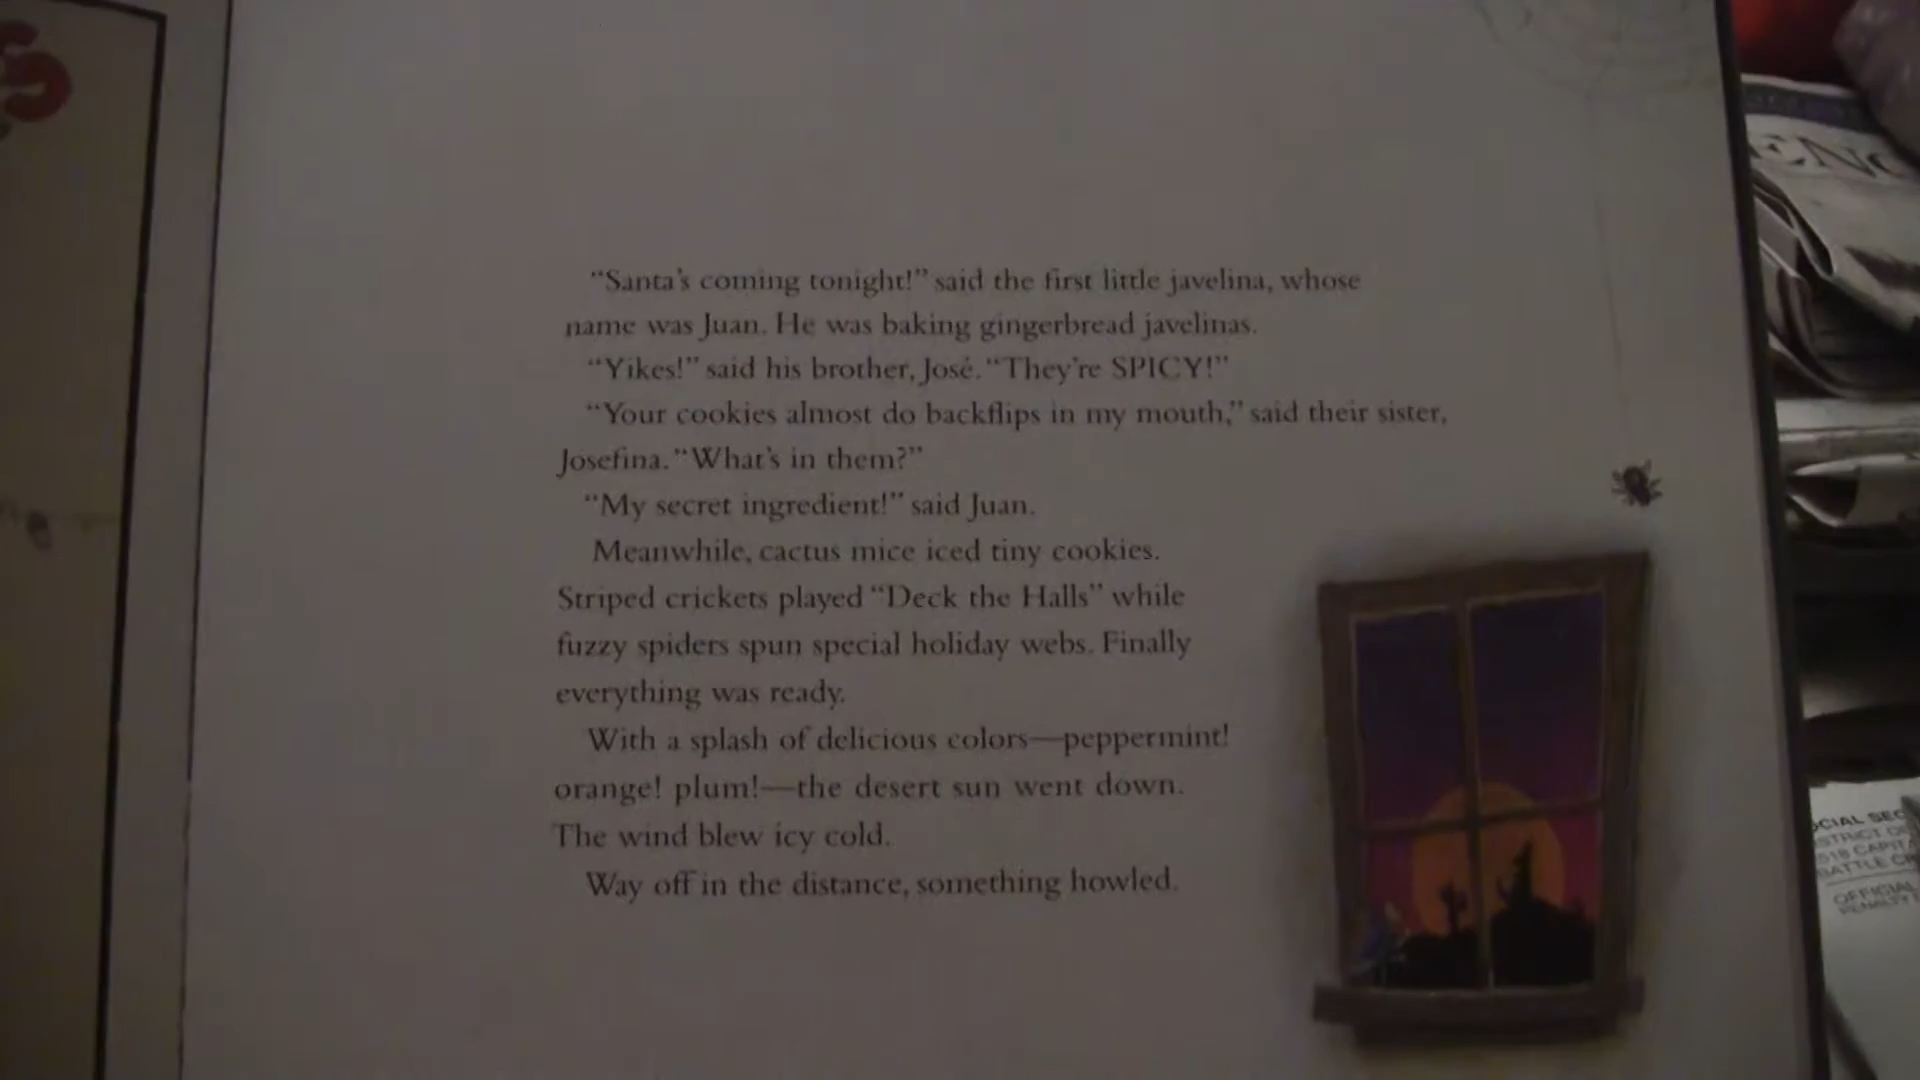 “Santa’s coming tonight!” said the first little javelina, whose
name was Juan. He was baking gingerbread javelinas.
“Yikes!” said his brother, José. “They’re SPICY!”
“Your cookies almost do backflips in my mouth,” said their sister,
Josefina. “What’s in them?”
“My secret ingredient!” said Juan.
Meanwhile, cactus mice iced tiny cookies.
Striped crickets played “Deck the Halls” while
fuzzy spiders spun special holiday webs. Finally
everything was ready.
With a splash of delicious colors—peppermint!
orange! plum!—the desert sun went down.
The wind blew icy cold.
Way off in the distance, something howled.